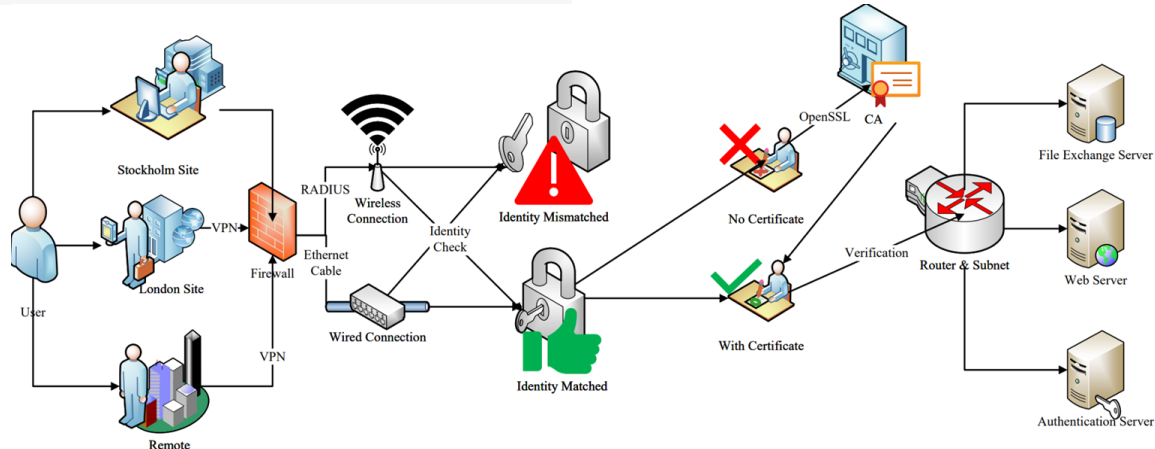 User
Stockholm Site
London Site
Remote
VPN
VPN
Firewall
RADIUS
Ethernet
Cable
Wireless
Connection
Wired Connection
Identity
Check
Identity Mismatched
Identity Matched
No Certificate
With Certificate
OpenSSL
CA
Verification
Router & Subnet
File Exchange Server
Web Server
Authentication Server